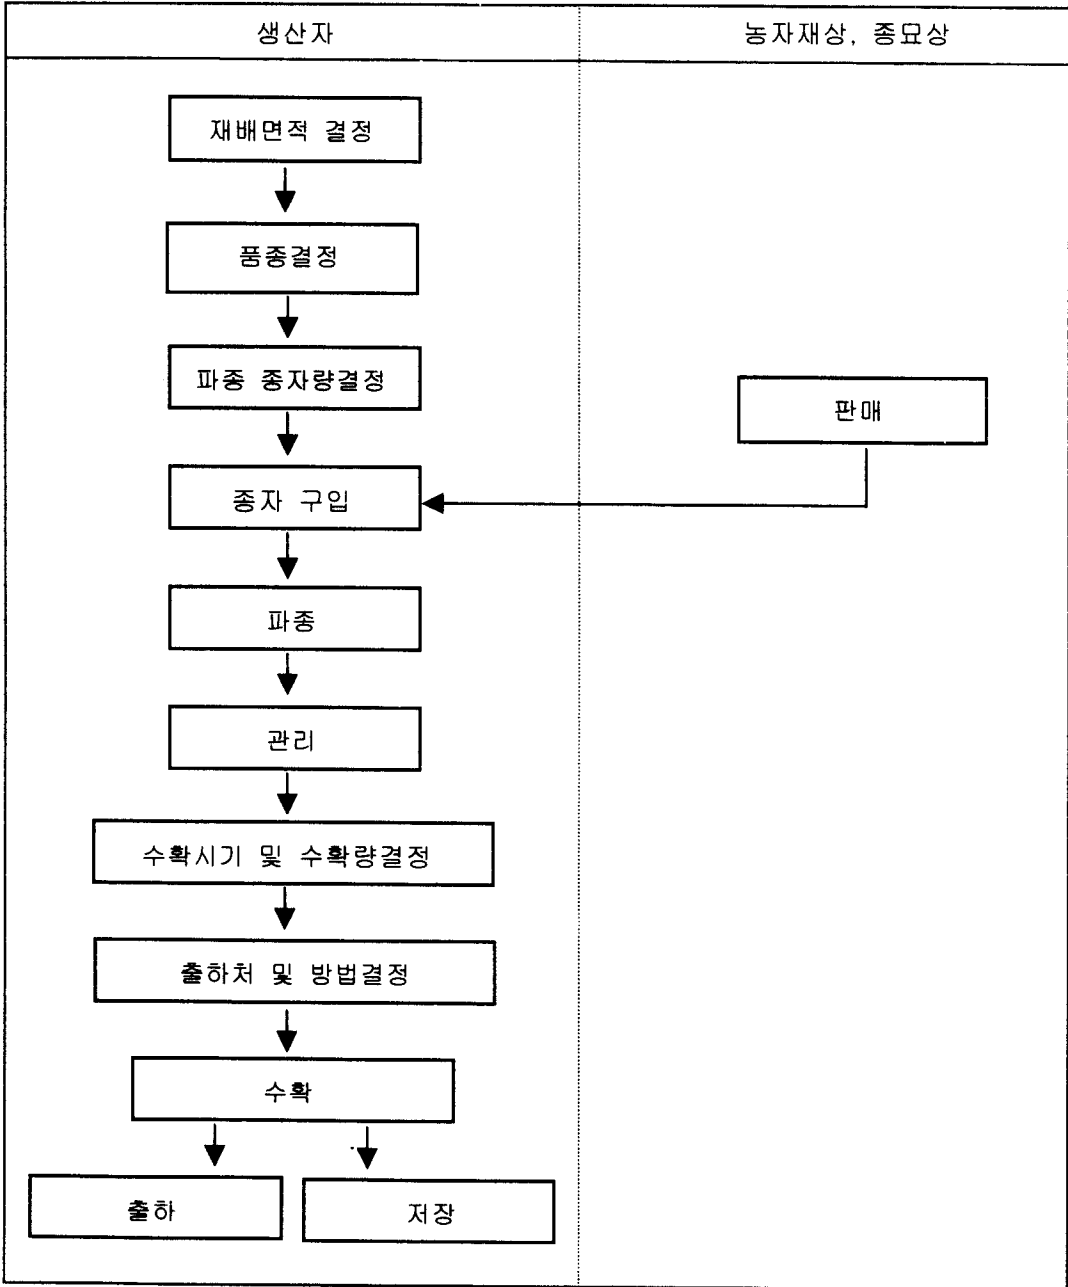 생산자
농자재상, 종묘상
재배면적 결정
품종결정
파종 종자량결정
판매
종자 구입
파종
관리
수확시기 및 수확량결정
출하처 및 방법결정
수확
출하
저장